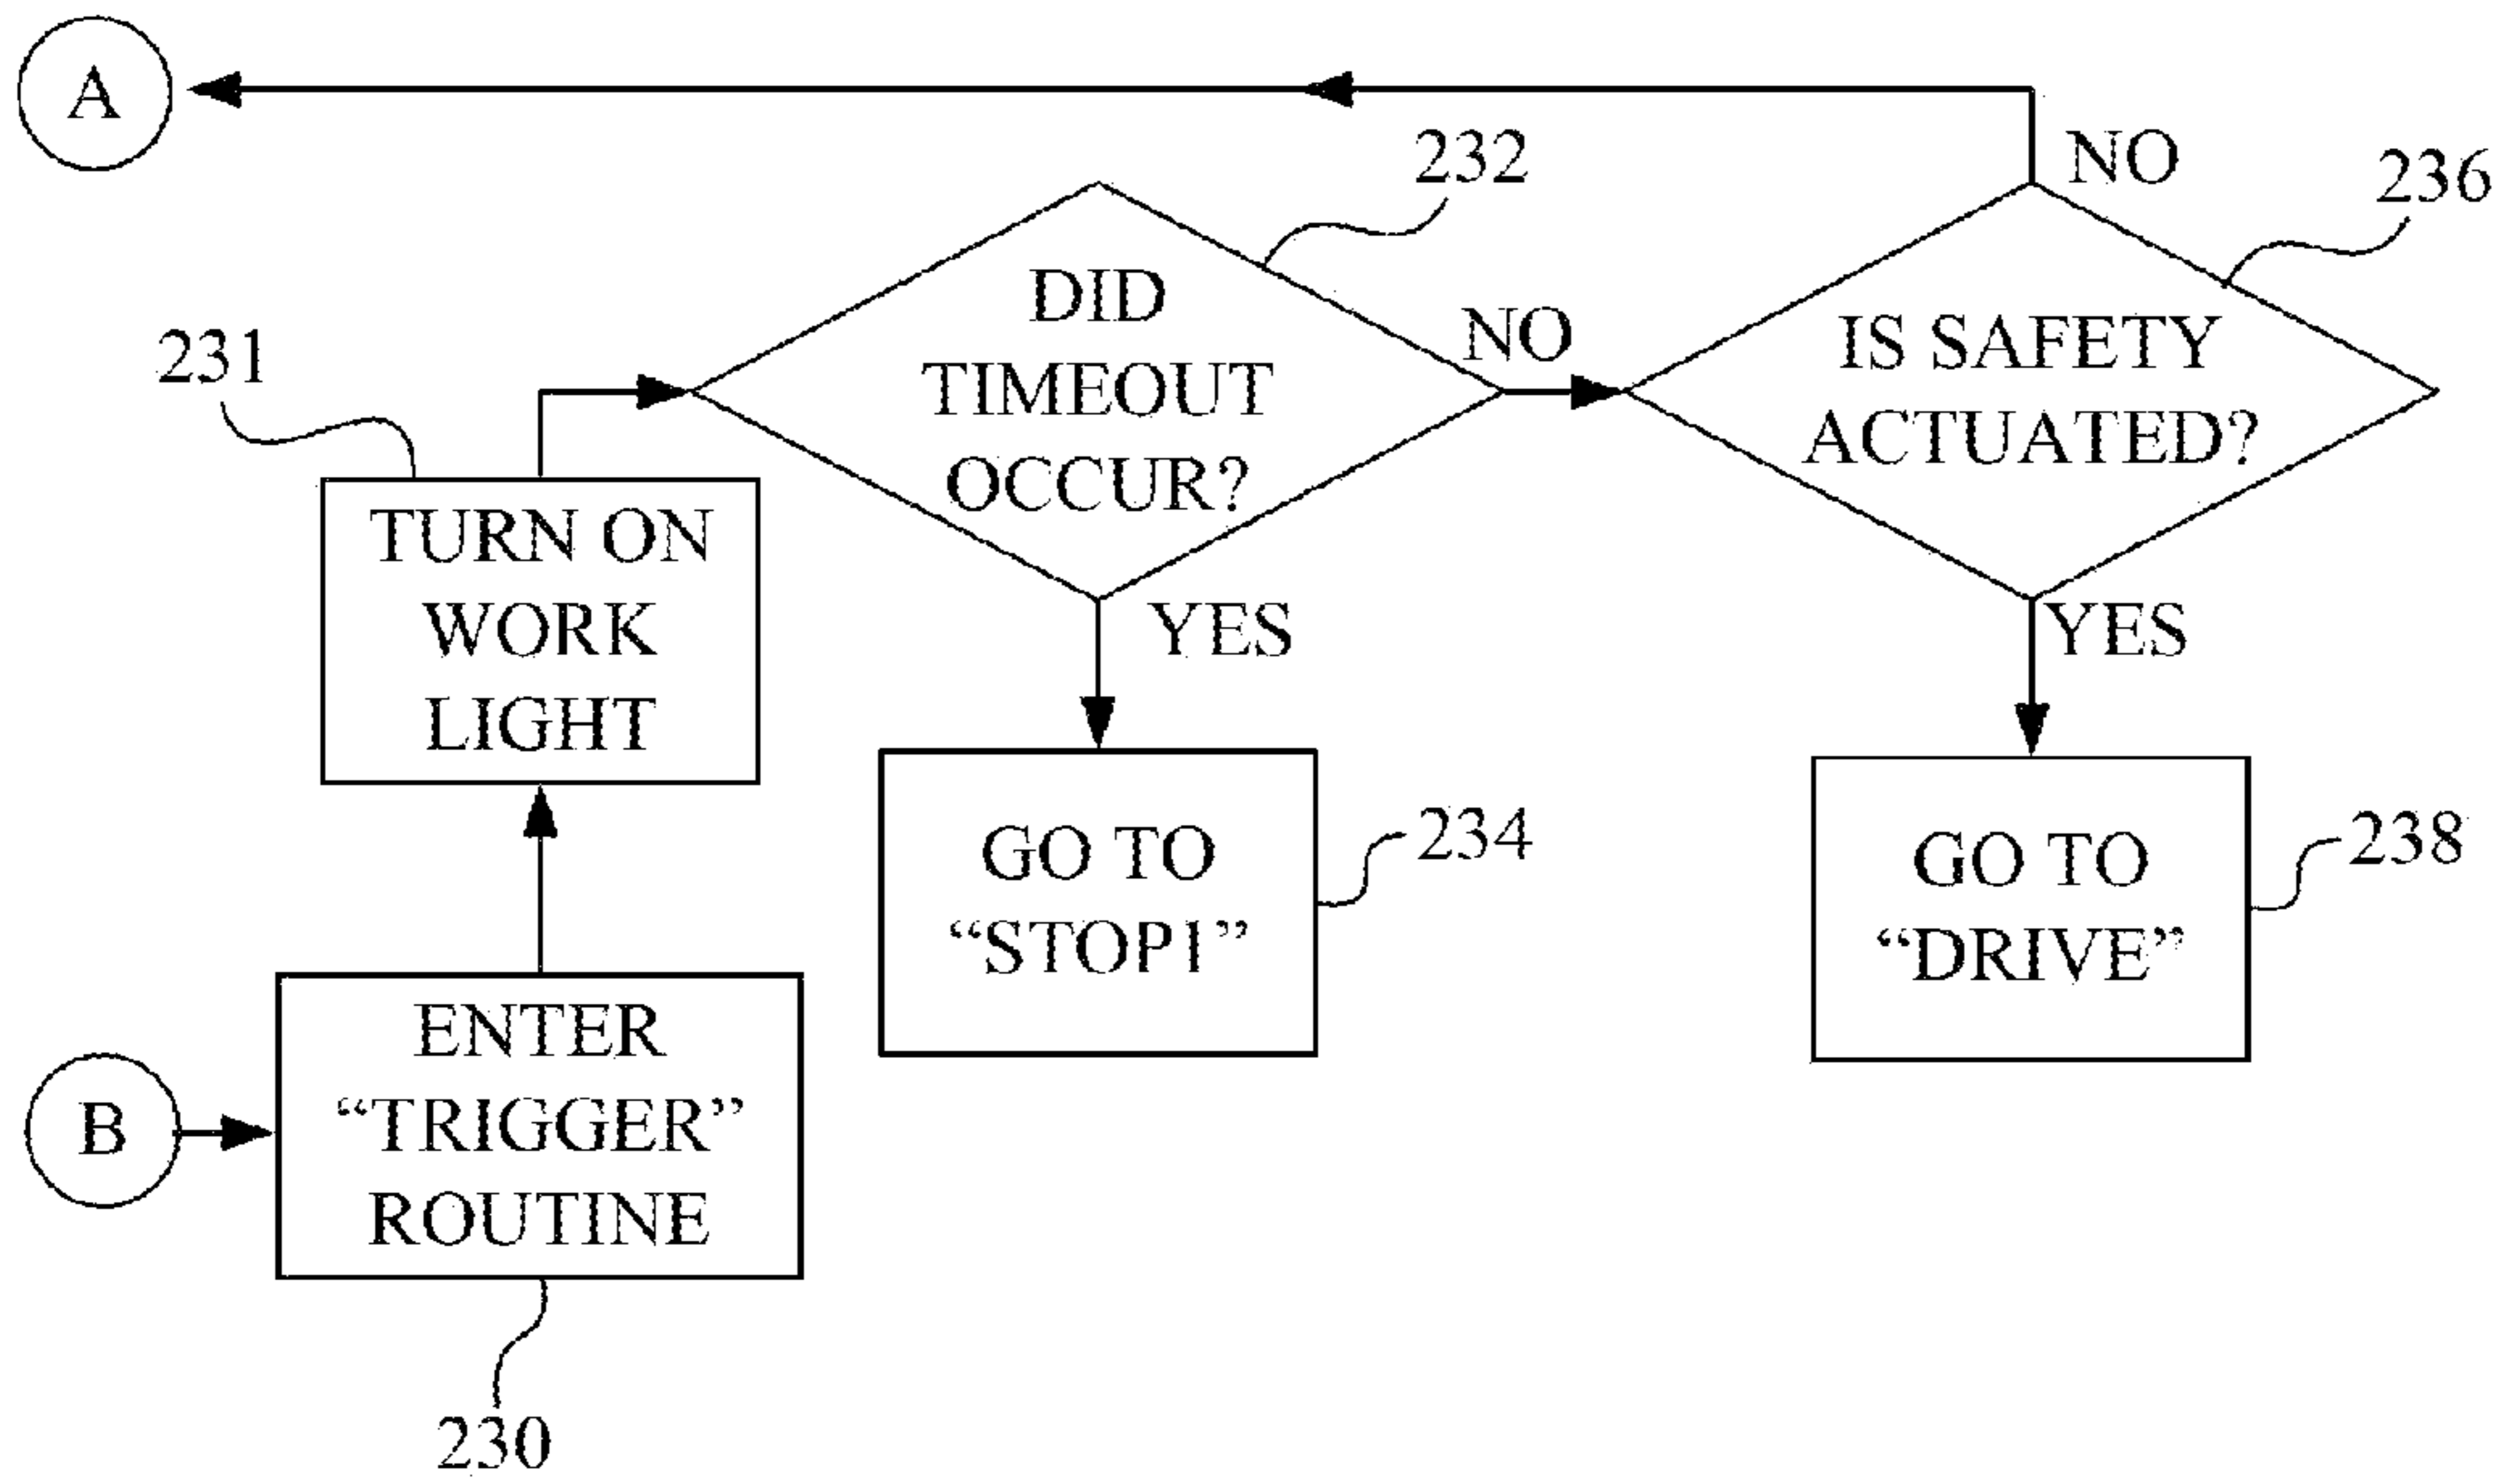 A
NO
232
236
DID
TIMEOUT
OCCUR?
NO
IS SAFETY
ACTUATED?
231
TURN ON
WORK
LIGHT
YES
YES
GO TO
“STOP1”
234
GO TO
“DRIVE”
238
B
ENTER
“TRIGGER”
ROUTINE
230